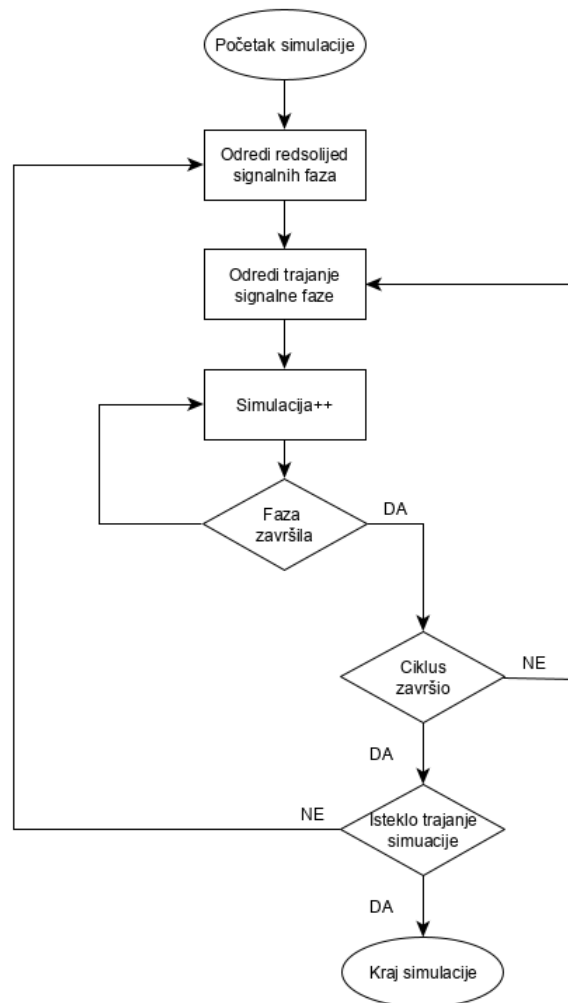 Početak simulacije
Odredi redsolijed
signalnih faza
Odredi trajanje
signalne faze
Simulacija++
Faza
završila
DA
Ciklus
završio
NE
DA
Isteklo trajanje
simuacije
NE
DA
Kraj simulacije